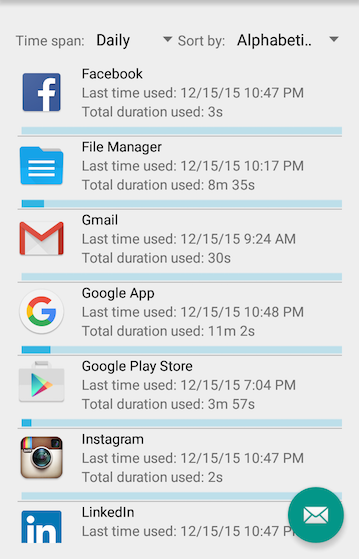 Time span: Daily Sort by: Alphabeti..
Facebook
Last time used: 12/15/15 10:47 PM
Total duration used: 3s
File Manager
Last time used: 12/15/15 10:17 PM
Total duration used: 8m 35s
Gmail
Last time used: 12/15/15 9:24 AM
Total duration used: 30s
Google App
Last time used: 12/15/15 10:48 PM
Total duration used: 11m 2s
Google Play Store
Last time used: 12/15/15 7:04 PM
Total duration used: 3m 57s
Instagram
Last time used: 12/15/15 10:47 PM
Total duration used: 2s
LinkedIn
Last time used: 12/15/15 10:47 PM